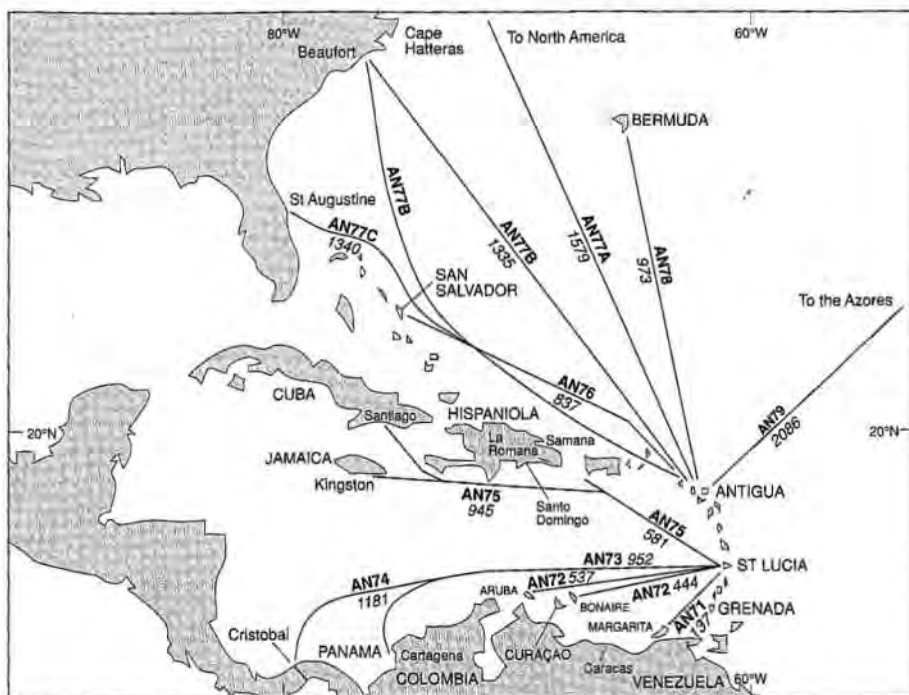 80°W
60°W
Beaufort
Cape
Hatteras
To North America
BERMUDA
St Augustine
AN77C
1340
AN77B
AN77B
1335
AN77A
1579
AN78
973
SAN
SALVADOR
To the Azores
AN76
837
AN79
2086
CUBA
20°N
20°N
Santiago
HISPANIOLA
La
Romana
Samana
JAMAICA
Kingston
AN75
945
Santo
Domingo
ANTIGUA
AN75
581
AN73 952
ST LUCIA
AN74
1181
ARUBA
AN72 537
AN72 444
BONAIRE
AN71
137
GRENADA
MARGARITA
Cristobal
PANAMA
Cartagena
CURAÇAO
Caracas
COLOMBIA
VENEZUELA
60°W